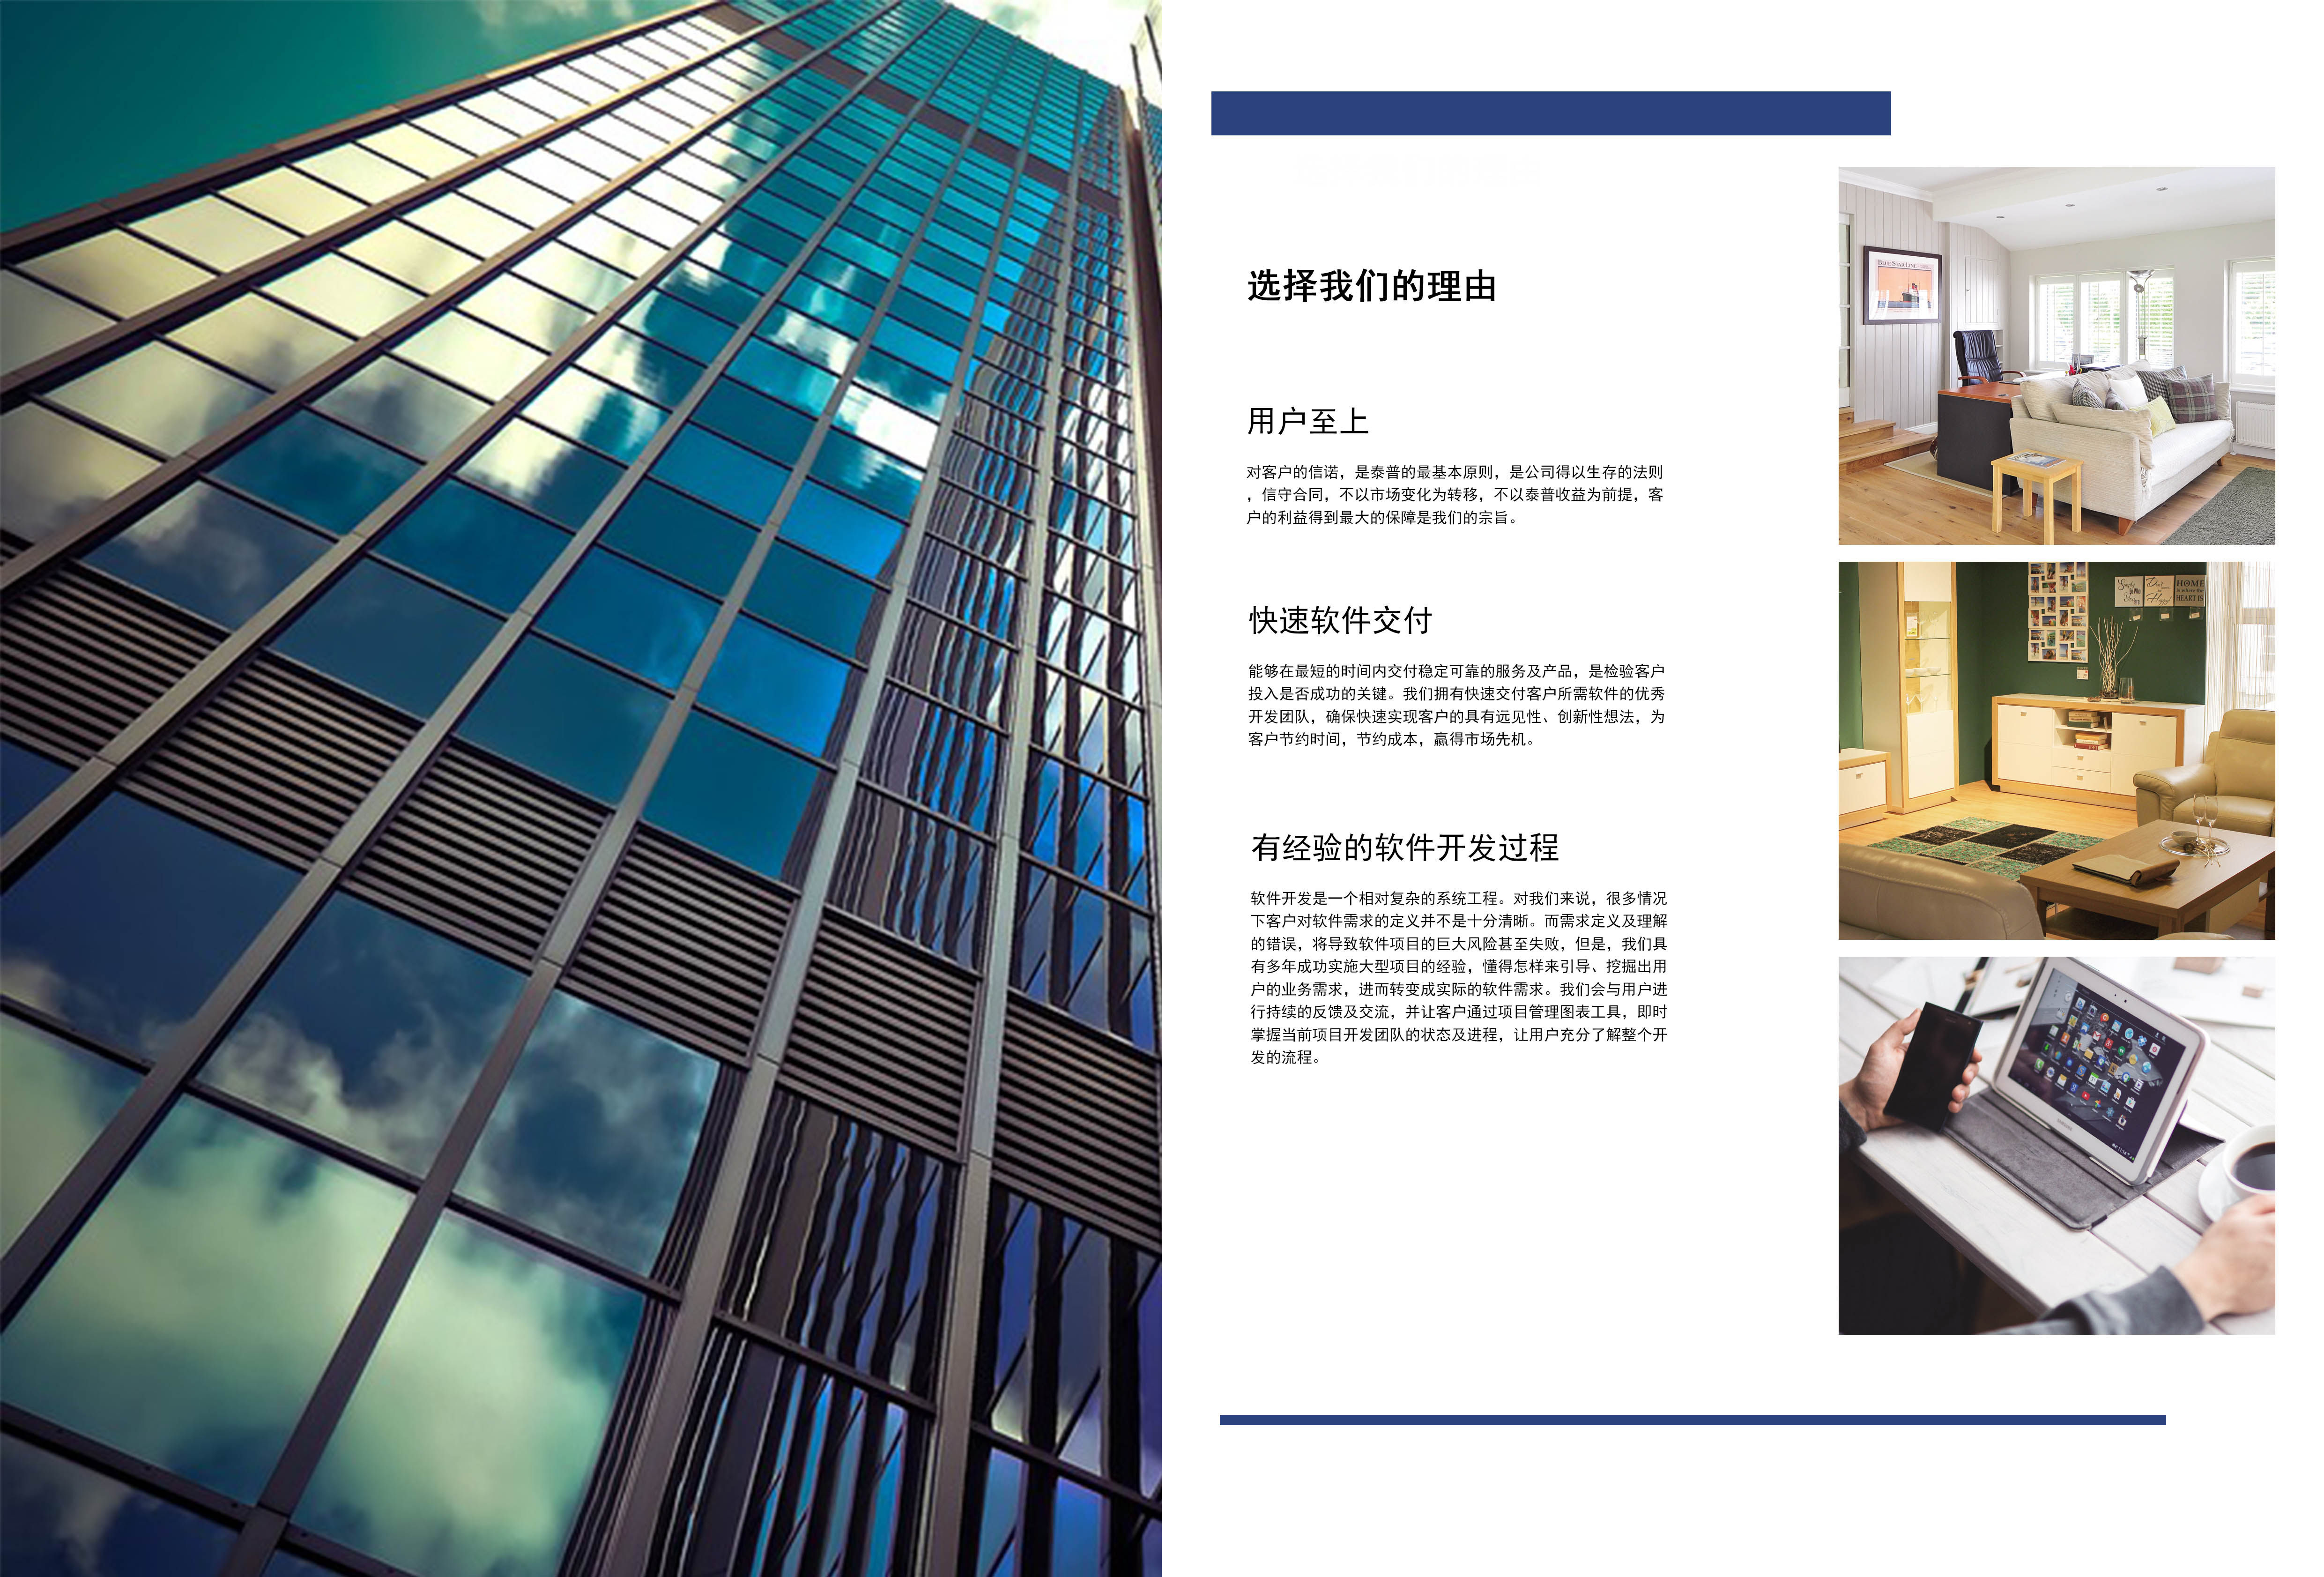 选择我们的理由
用户至上
对客户的信诺，是泰普的最基本原则，是公司得以生存的法则
，信守合同，不以市场变化为转移，不以泰普收益为前提，客
户的利益得到最大的保障是我们的宗旨。
快速软件交付
能够在最短的时间内交付稳定可靠的服务及产品，是检验客户
投入是否成功的关键。我们拥有快速交付客户所需软件的优秀
开发团队，确保快速实现客户的具有远见性、创新性想法，为
客户节约时间，节约成本，赢得市场先机。
有经验的软件开发过程
软件开发是一个相对复杂的系统工程。对我们来说，很多情况
下客户对软件需求的定义并不是十分清晰。而需求定义及理解
的错误，将导致软件项目的巨大风险甚至失败，但是，我们具
有多年成功实施大型项目的经验，懂得怎样来引导、挖掘出用
户的业务需求，进而转变成实际的软件需求。我们会与用户进
行持续的反馈及交流，并让客户通过项目管理图表工具，即时
掌握当前项目开发团队的状态及进程，让用户充分了解整个开
发的流程。
BLUE STAR LINE
HOME
is where the
HEART IS